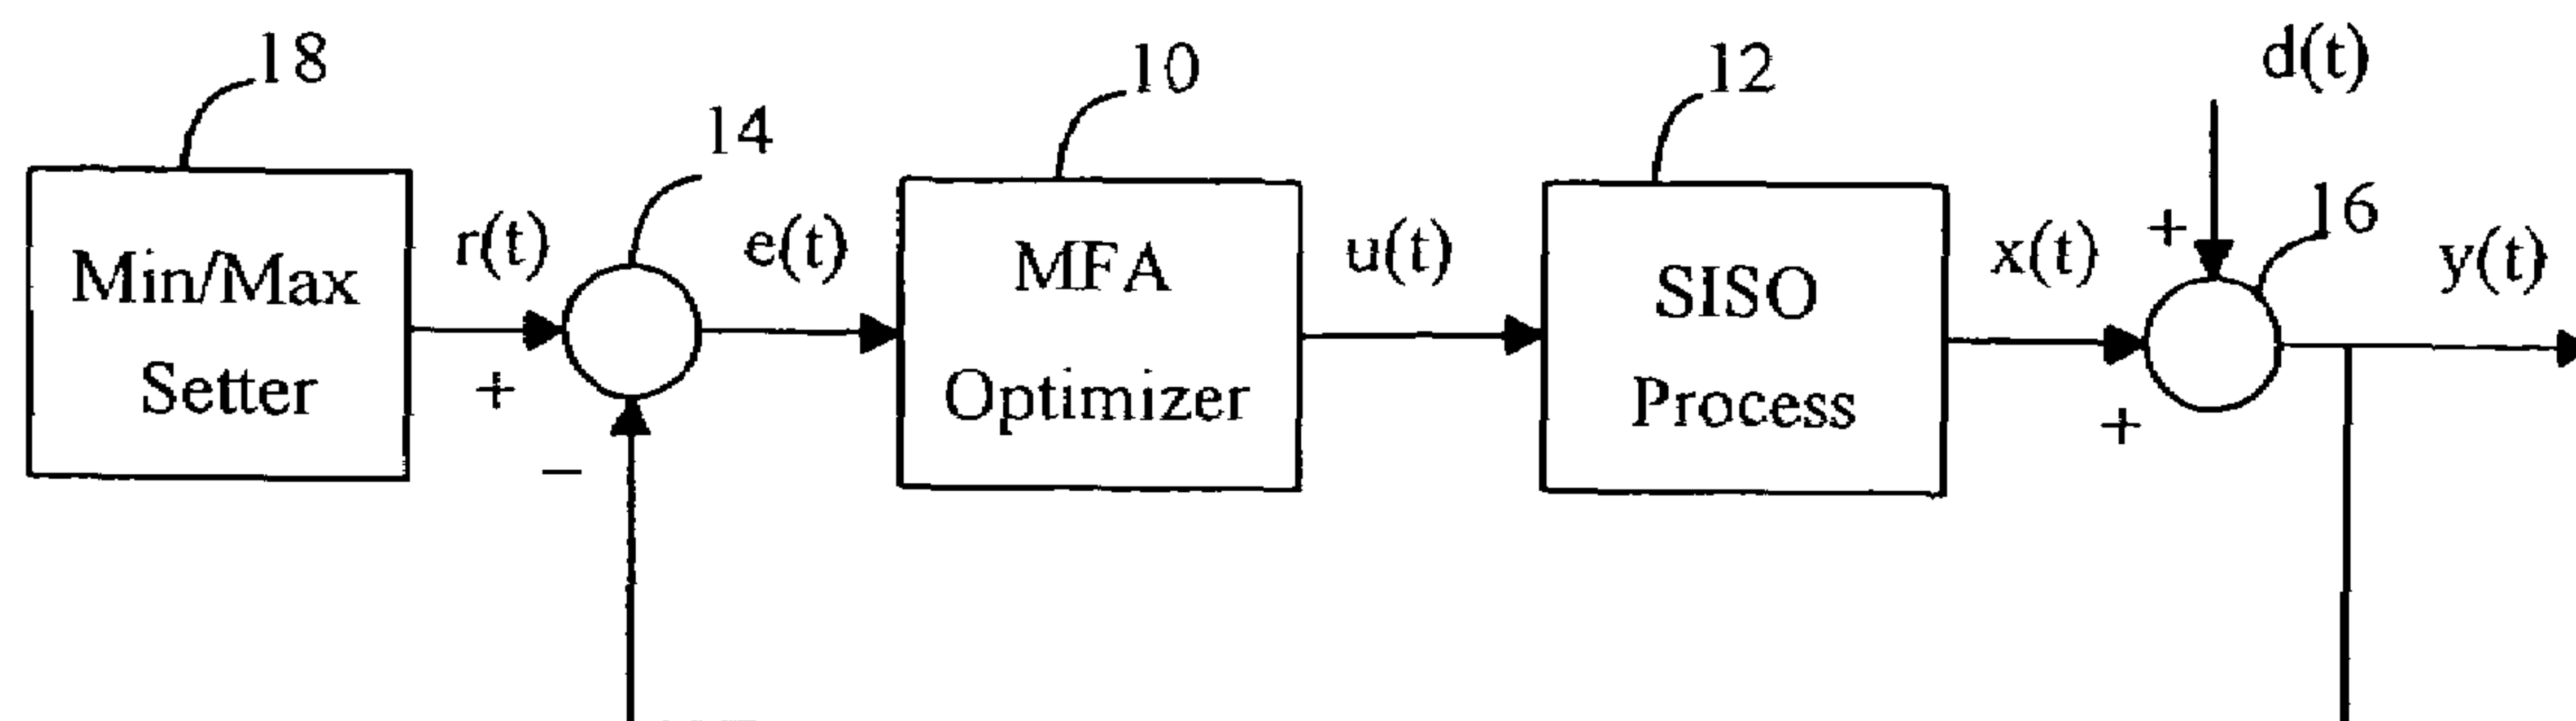 18
14
10
12
d(t)
16
r(t)
e(t)
u(t)
x(t)
y(t)
Min/Max
Setter
MFA
Optimizer
SISO
Process
+
−
+
+